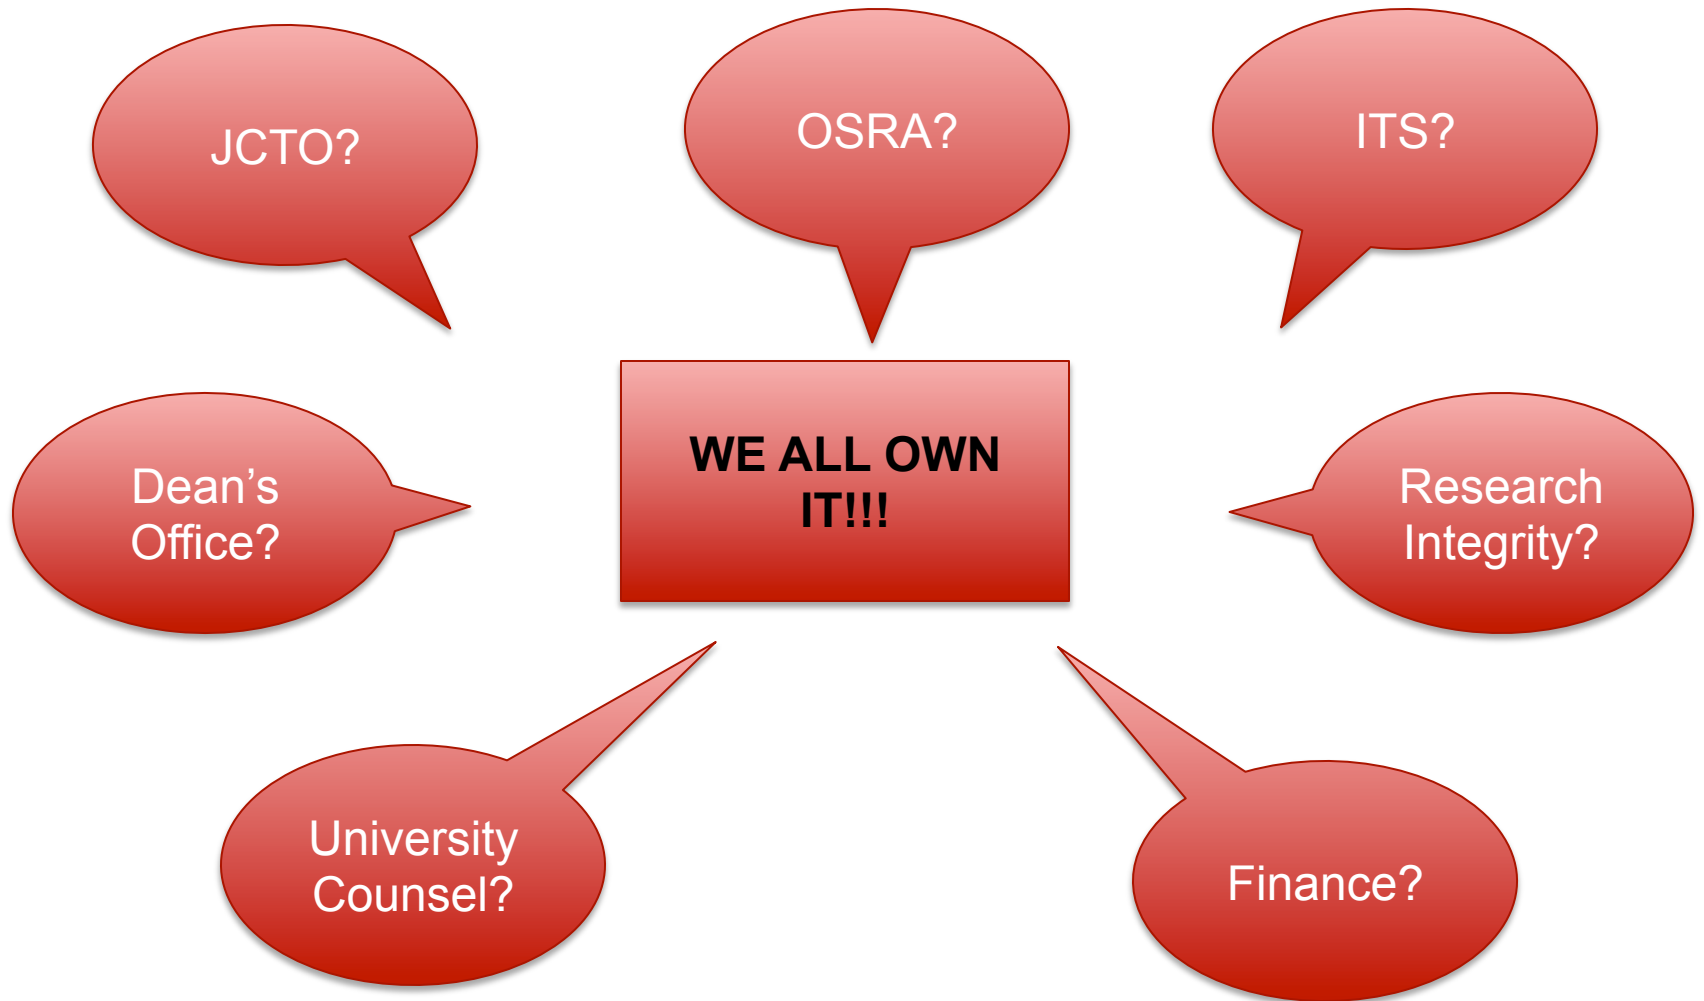 JCTO?
OSRA?
ITS?
Dean’s
Office?
WE ALL OWN
IT!!!
Research
Integrity?
University
Counsel?
Finance?